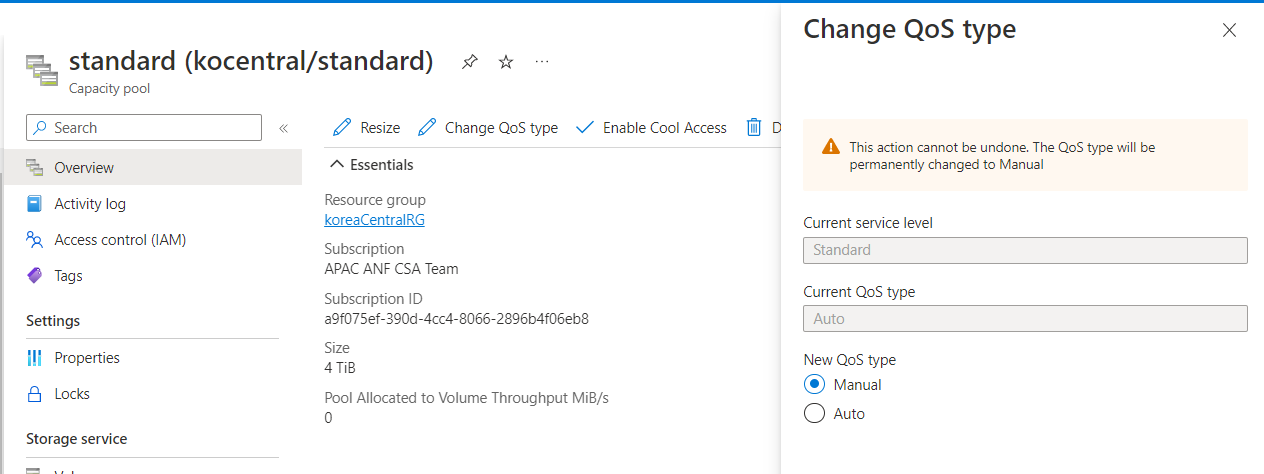 standard (kocentral/standard)
Capacity pool
Search
Overview
Activity log
Access control (IAM)
Tags
Settings
Properties
Locks
Storage service
Resize
Change QoS type
Enable Cool Access
Essentials
Resource group
koreaCentralRG
Subscription
APAC ANF CSA Team
Subscription ID
a9f075ef-390d-4cc4-8066-2896b4f06eb8
Size
4 TiB
Pool Allocated to Volume Throughput MiB/s
0
Change QoS type
This action cannot be undone. The QoS type will be
permanently changed to Manual
Current service level
Standard
Current QoS type
Auto
New QoS type
Manual
Auto